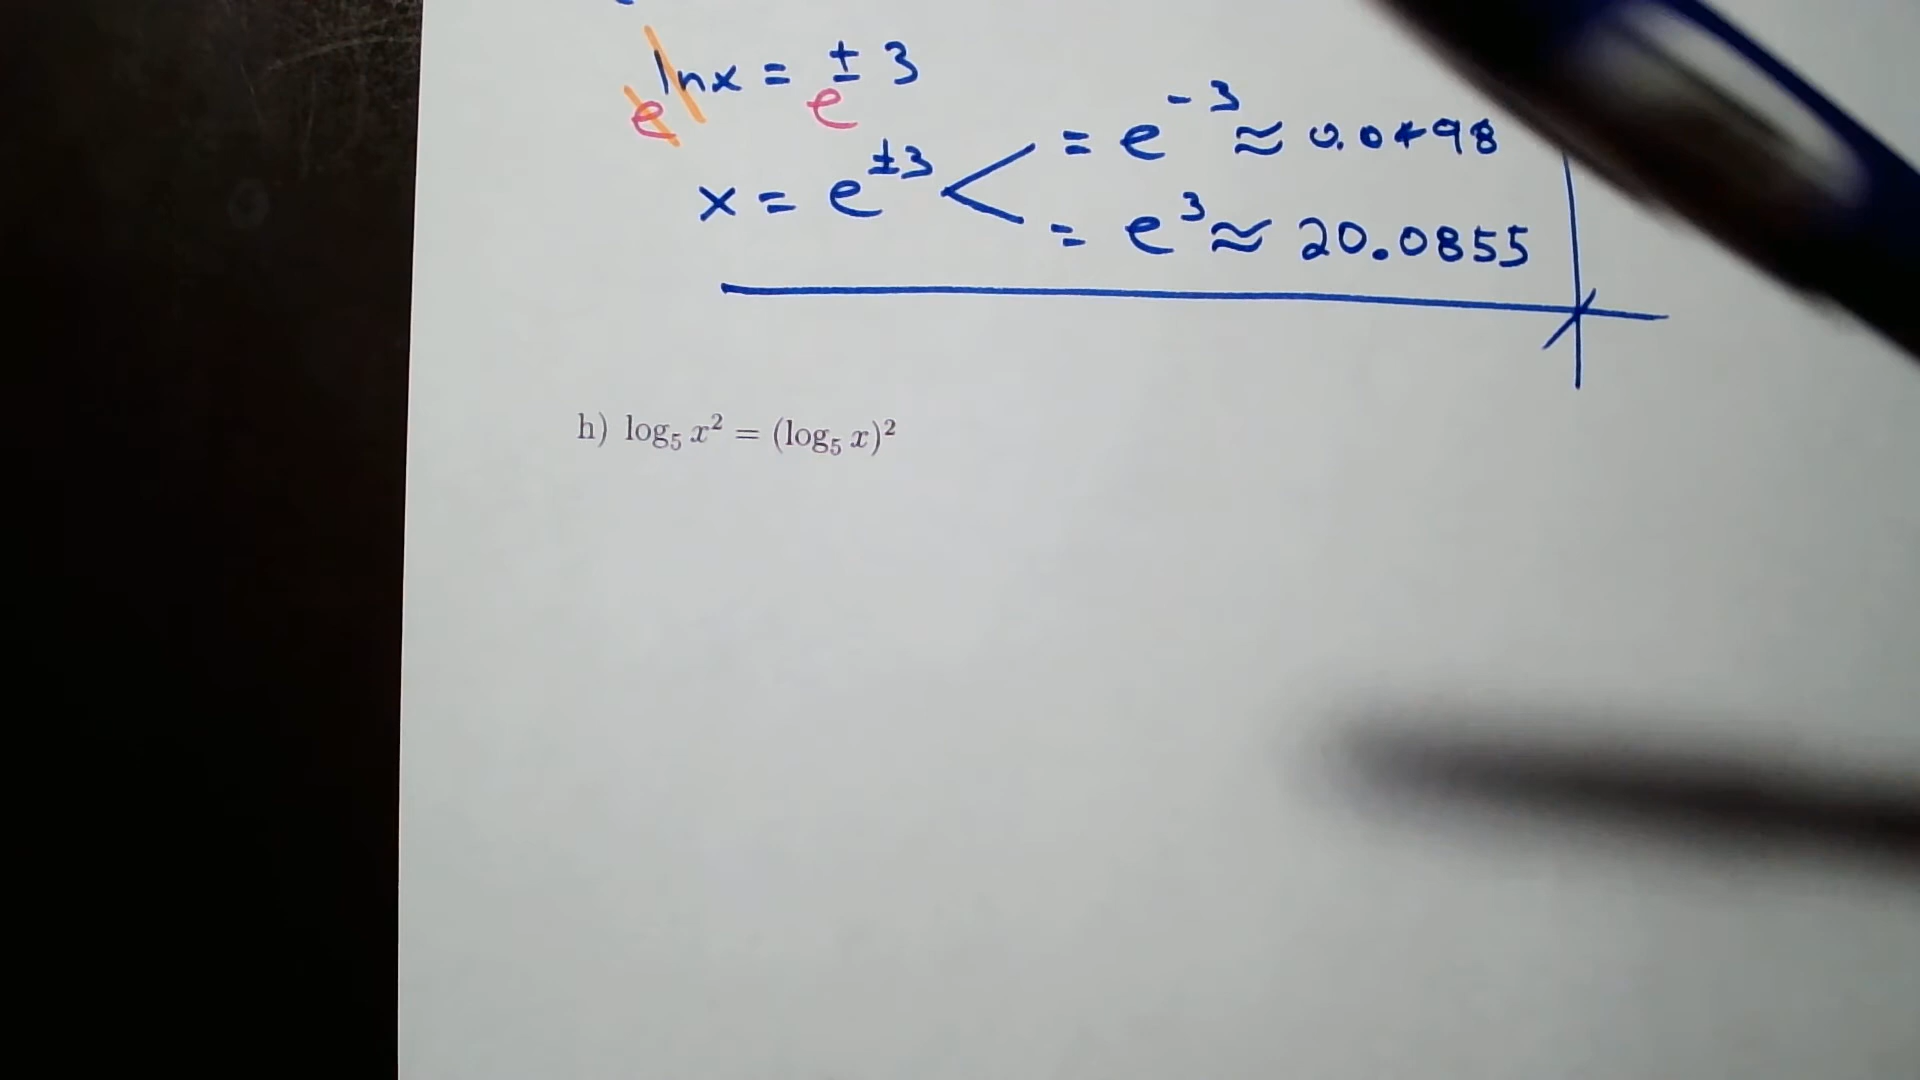 ln x = ± 3
e e
= e^-3 ≈ 0.0498
x = e^±3
= e^3 ≈ 20.0855
h) log₅ x² = (log₅ x)²